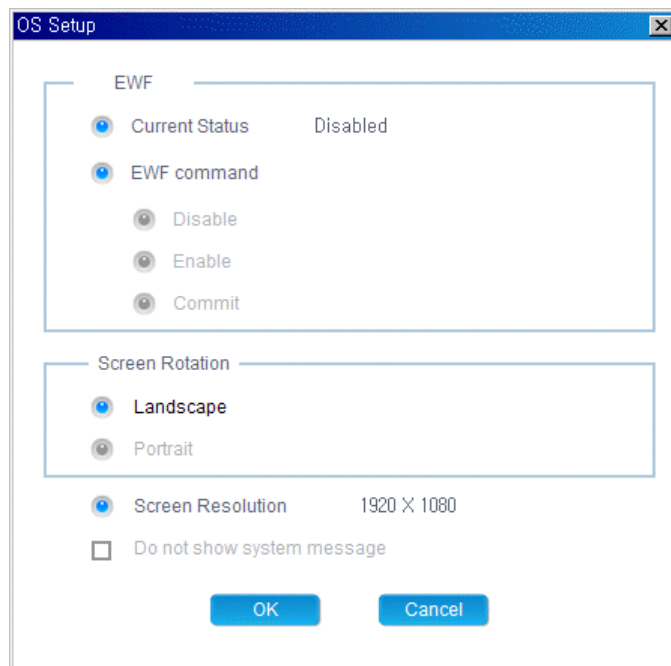 OS Setup
EWF
Current Status Disabled
EWF command
Disable
Enable
Commit
Screen Rotation
Landscape
Portrait
Screen Resolution 1920 X 1080
Do not show system message
OK Cancel